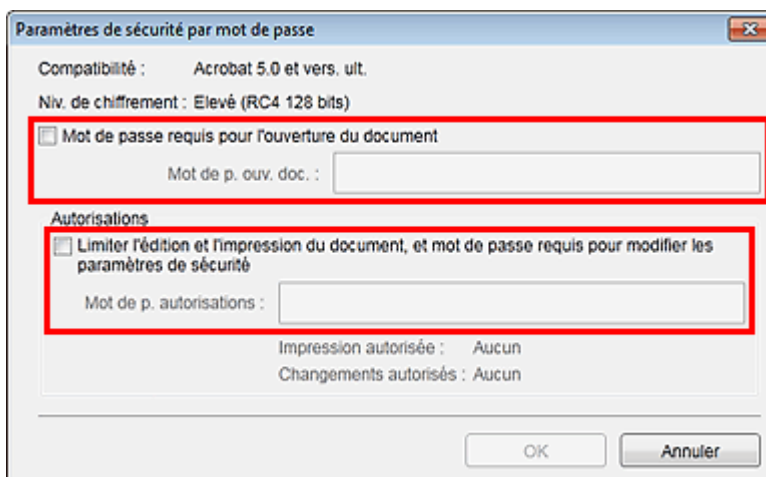 Paramètres de sécurité par mot de passe
Compatibilité : Acrobat 5.0 et vers. ult.
Niv. de chiffrement : Elevé (RC4 128 bits)
Mot de passe requis pour l'ouverture du document
Mot de p. ouv. doc. :
Autorisations
Limiter l'édition et l'impression du document, et mot de passe requis pour modifier les
paramètres de sécurité
Mot de p. autorisations :
Impression autorisée : Aucun
Changements autorisés : Aucun
OK Annuler